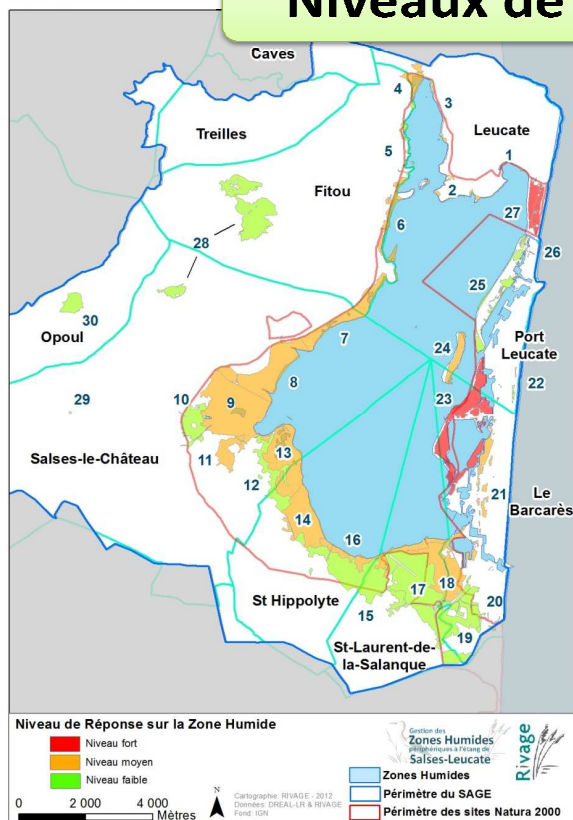 Niveaux de
Caves
4
3
Treilles
Leucate
5
1
Fitou
2
27
6
28
26
25
30
Opoul
7
24
Port
Leucate
8
22
29
10
9
23
Salses-le-Château
11
13
12
21
Le
Barcarès
14
16
17
18
St Hippolyte
15
20
St-Laurent-de-
la-Salanque
19
Niveau de Réponse sur la Zone Humide
Niveau fort
Niveau moyen
Niveau faible
0 2 000 4 000
Mètres
N
Cartographie: RIVAGE - 2012
Données: DREAL-LR & RIVAGE
Fond: IGN
Gestion des
Zones Humides
périphériques à l'étang de
Salses-Leucate
Rivage
Zones Humides
Périmètre du SAGE
Périmètre des sites Natura 2000